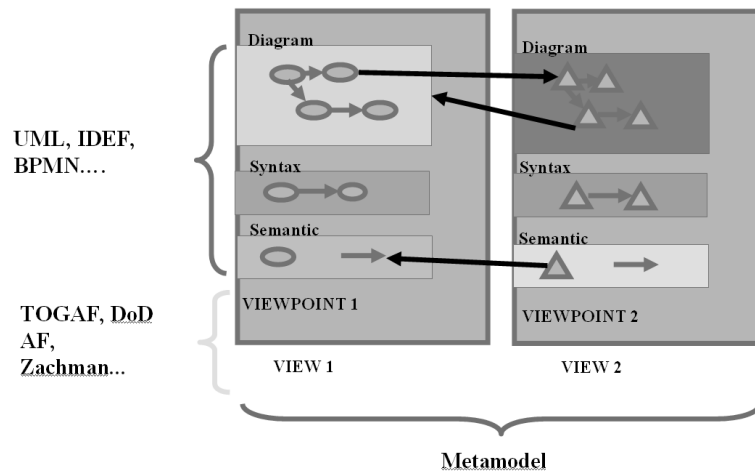 UML, IDEF,
BPMN….
TOGAF, DoD
AF,
Zachman...
Diagram
Syntax
Semantic
VIEWPOINT 1
VIEW 1
Diagram
Syntax
Semantic
VIEWPOINT 2
VIEW 2
Metamodel